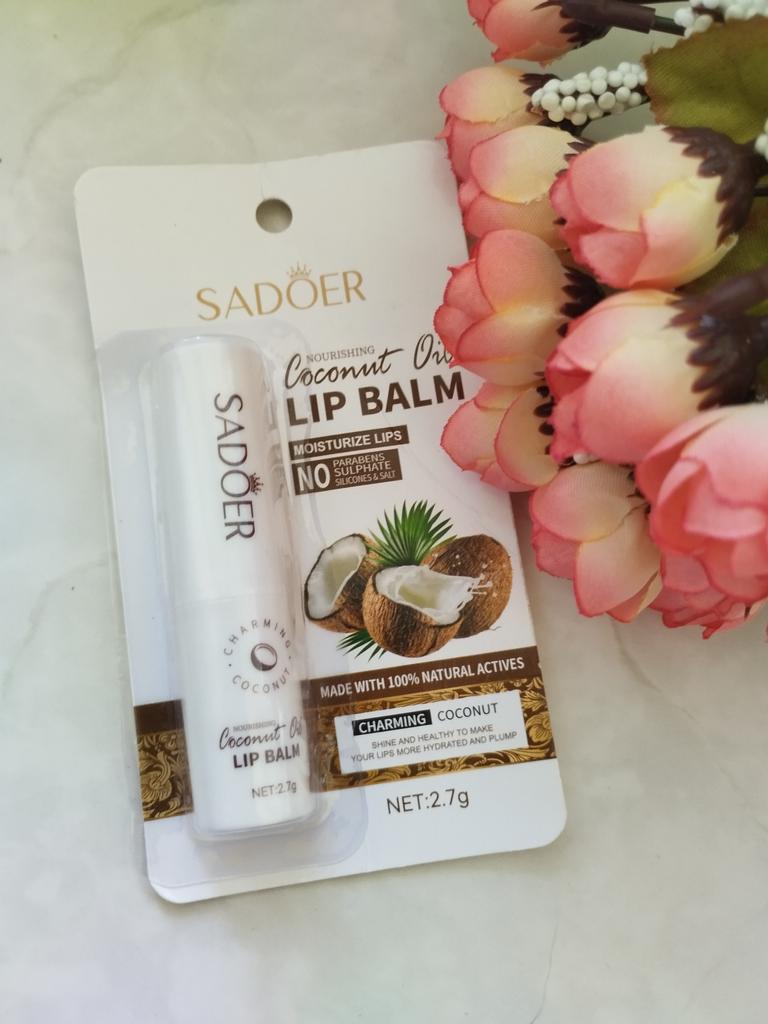 SADOER
NOURISHING
Coconut Oil
LIP BALM
MOISTURIZE LIPS
NO PARABENS
SULPHATE
SILICONES & SALT
MADE WITH 100% NATURAL ACTIVES
CHARMING COCONUT
SHINE AND HEALTHY TO MAKE
YOUR LIPS MORE HYDRATED AND PLUMP
NET:2.7g
SADOER
CHARMING
COCONUT
NOURISHING
Coconut Oil
LIP BALM
NET:2.7g